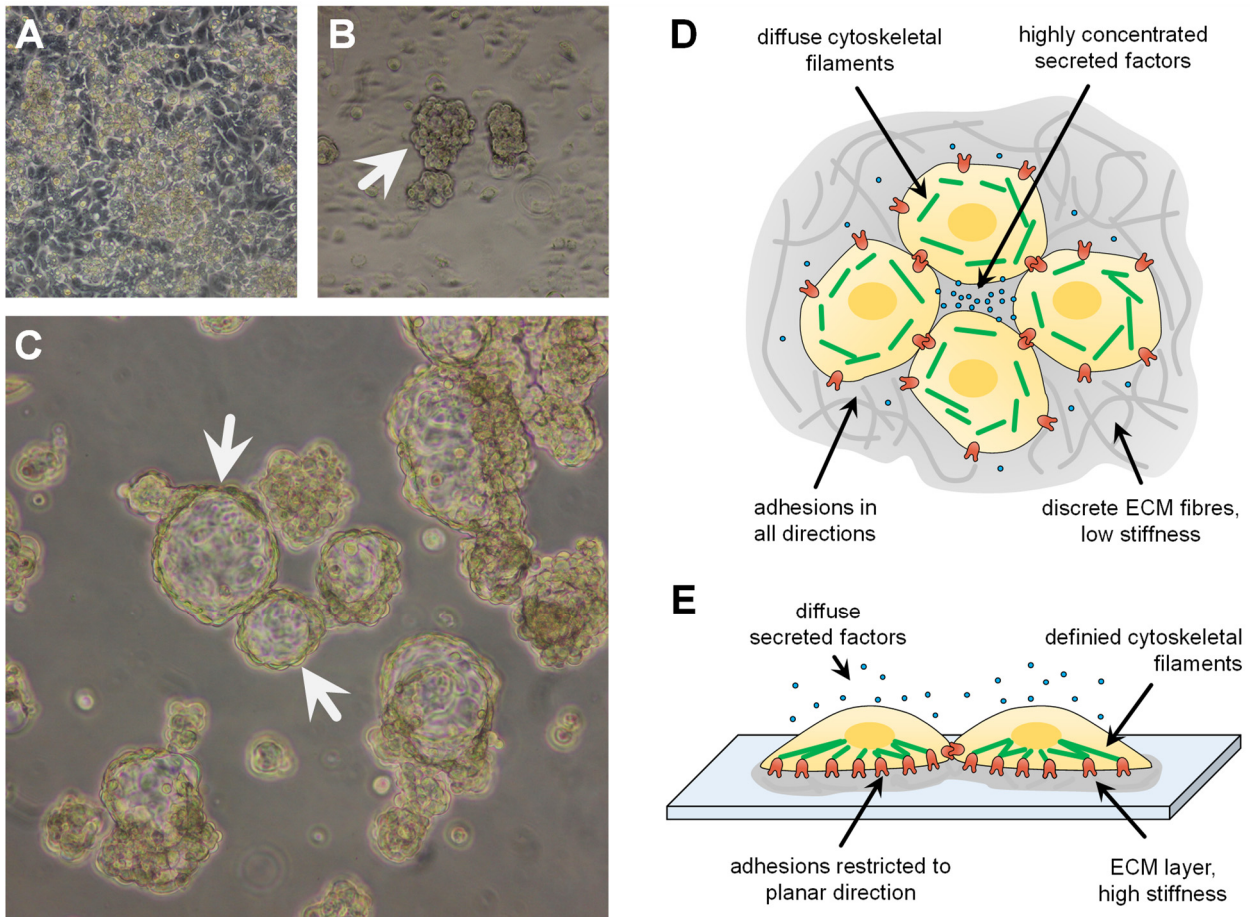 A
B
C
D
diffuse cytoskeletal
filaments
highly concentrated
secreted factors
adhesions in
all directions
discrete ECM fibres,
low stiffness
E
diffuse
secreted factors
definied cytoskeletal
filaments
adhesions restricted to
planar direction
ECM layer,
high stiffness